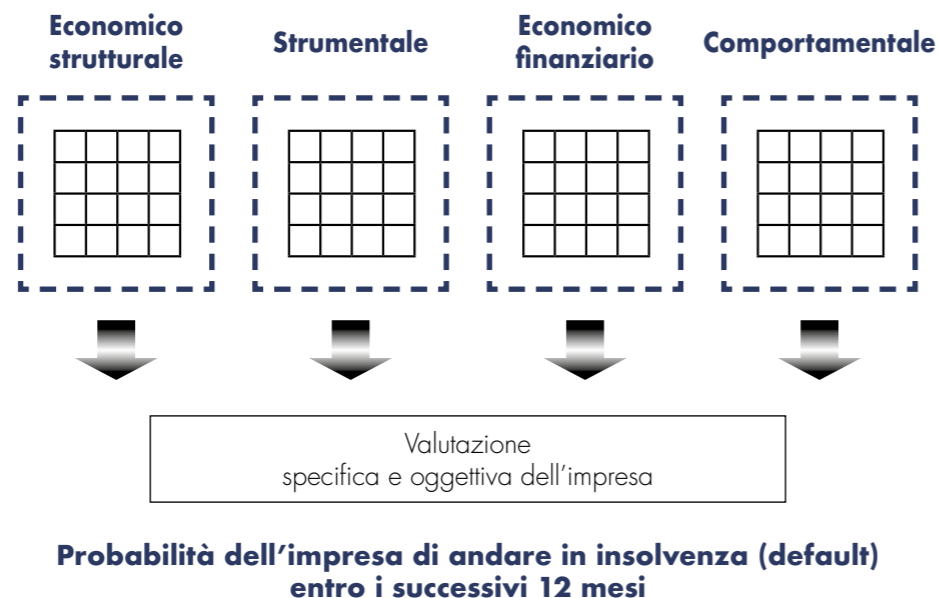 Economico
strutturale
Strumentale
Economico
finanziario
Comportamentale
Valutazione
specifica e oggettiva dell'impresa
Probabilità dell'impresa di andare in insolvenza (default)
entro i successivi 12 mesi